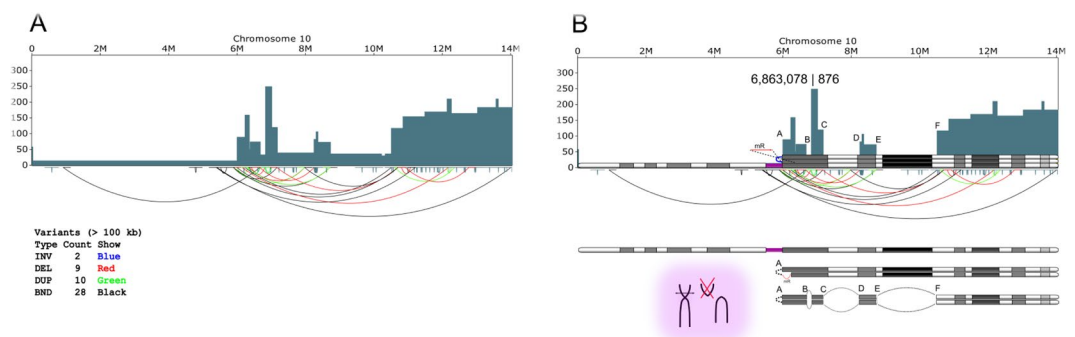 A
Chromosome 10
0 2M 4M 6M 8M 10M 12M 14M
300
250
200
150
100
50
0
Variants (> 100 kb)
Type Count Show
INV 2 Blue
DEL 9 Red
DUP 10 Green
BND 28 Black
B
Chromosome 10
0 2M 4M 6M 8M 10M 12M 14M
300
250
200
150
100
50
0
6,863,078 | 876
A B C D E F
mR
A
mR
A B C D E F